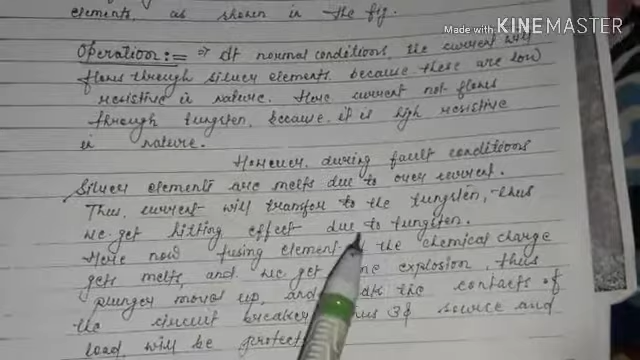 elements, as shown in the fig.
Made with KINEMASTER
Operation := → At normal conditions, the current will
flows through silver elements because these are low
resistive in nature. Here current not flows
through tungsten, because it is high resistive
in nature.
However, during fault conditions
Silver elements are melts due to over current.
Thus, current will transfer to the tungsten, thus
we get hitting effect due to tungsten.
Here now fusing element the chemical charge
gets melts, and we get explosion, thus
plunger moves up, and the contacts of
the circuit breaker 3ϕ source and
load will be